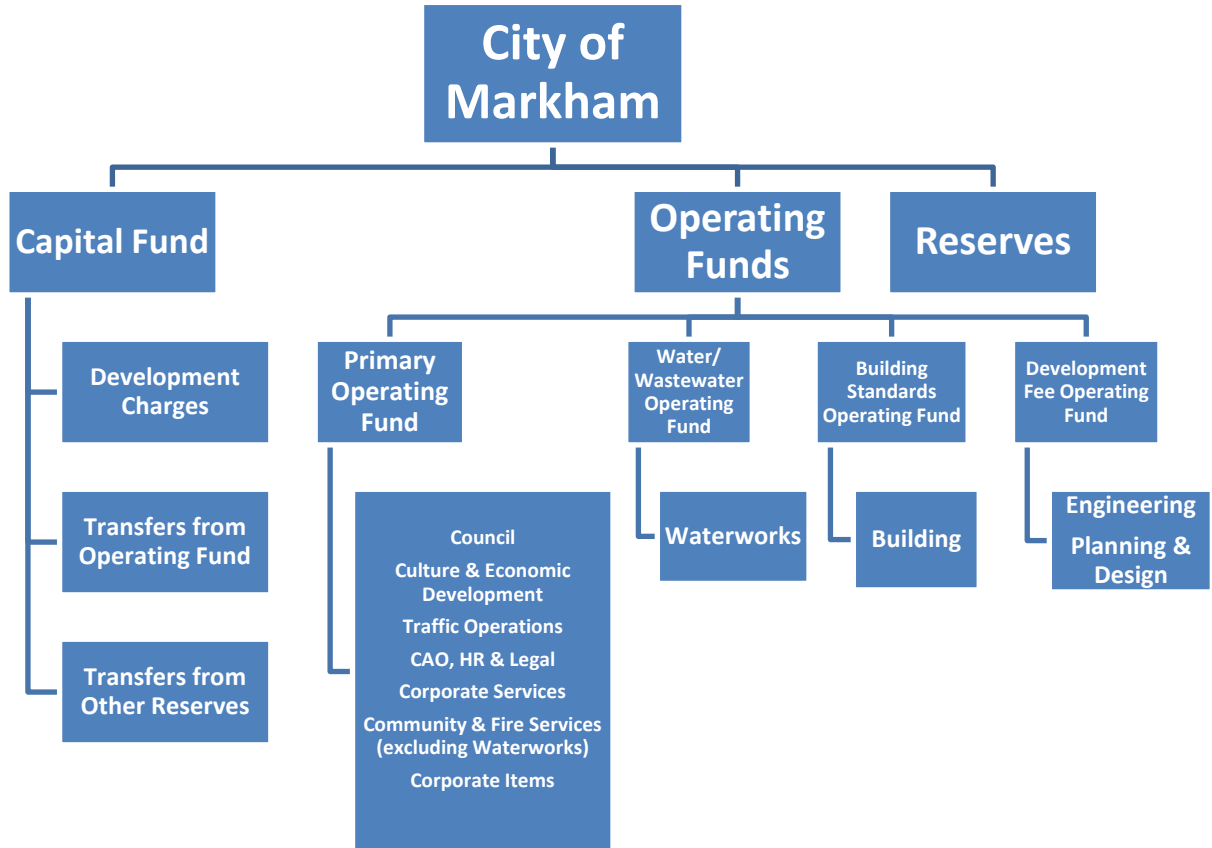 City of
Markham
Capital Fund
Operating
Funds
Reserves
Development
Charges
Transfers from
Operating Fund
Transfers from
Other Reserves
Primary
Operating
Fund
Council
Culture & Economic
Development
Traffic Operations
CAO, HR & Legal
Corporate Services
Community & Fire Services
(excluding Waterworks)
Corporate Items
Water/
Wastewater
Operating
Fund
Waterworks
Building
Standards
Operating Fund
Building
Development
Fee Operating
Fund
Engineering
Planning &
Design